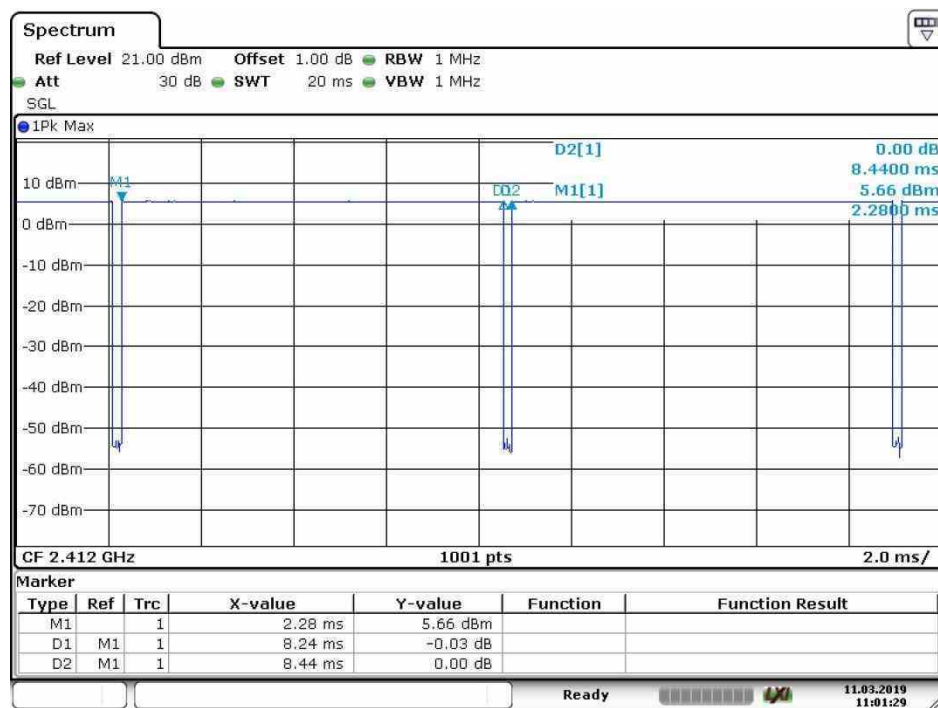 Spectrum
Ref Level 21.00 dBm Offset 1.00 dB RBW 1 MHz
Att 30 dB SWT 20 ms VBW 1 MHz
SGL
1Pk Max
D2[1] 0.00 dB
8.4400 ms
10 dBm M1 D2 M1[1] 5.66 dBm
2.2800 ms
0 dBm
-10 dBm
-20 dBm
-30 dBm
-40 dBm
-50 dBm
-60 dBm
-70 dBm
CF 2.412 GHz 1001 pts 2.0 ms/
Marker
Type Ref Trc X-value Y-value Function Function Result
M1 1 2.28 ms 5.66 dBm
D1 M1 1 8.24 ms -0.03 dB
D2 M1 1 8.44 ms 0.00 dB
Ready LXI 11.03.2019
11:01:29